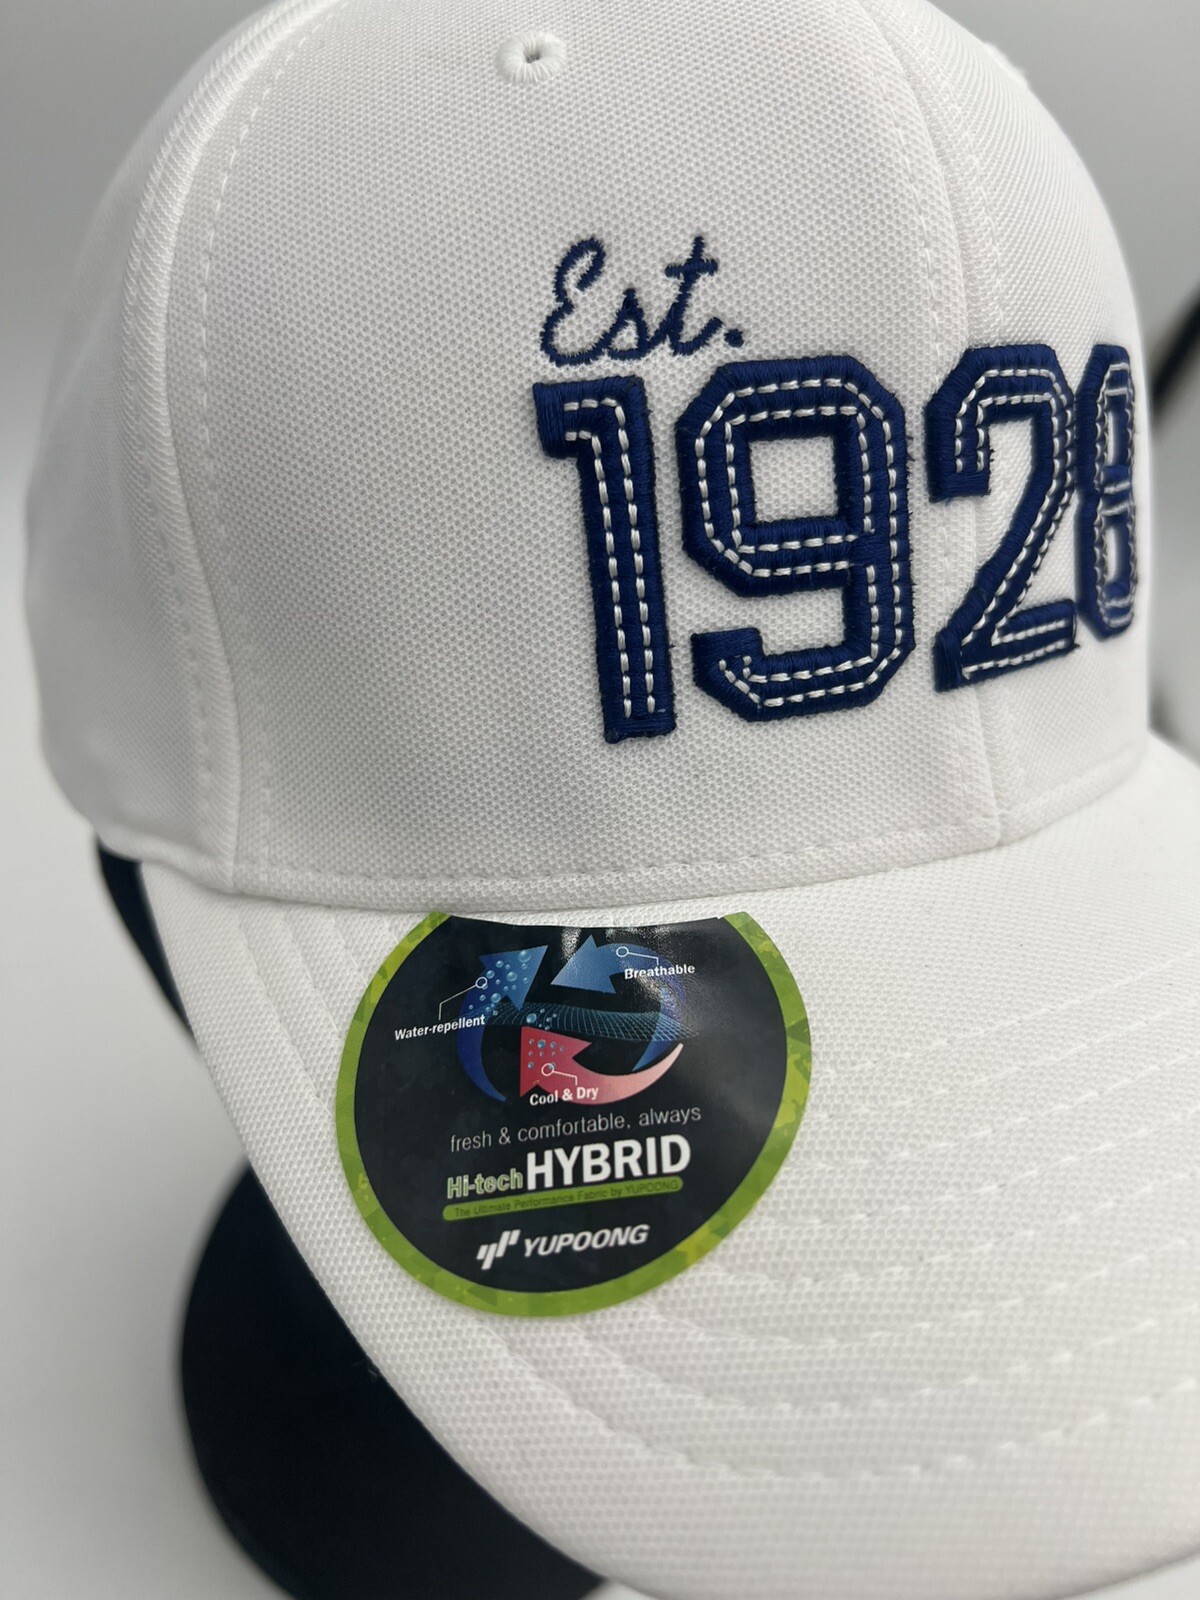 Est.
1928
Breathable
Water-repellent
Cool & Dry
fresh & comfortable, always
Hi-tech HYBRID
The Ultimate Performance Fabric by YUPOONG
YUPOONG